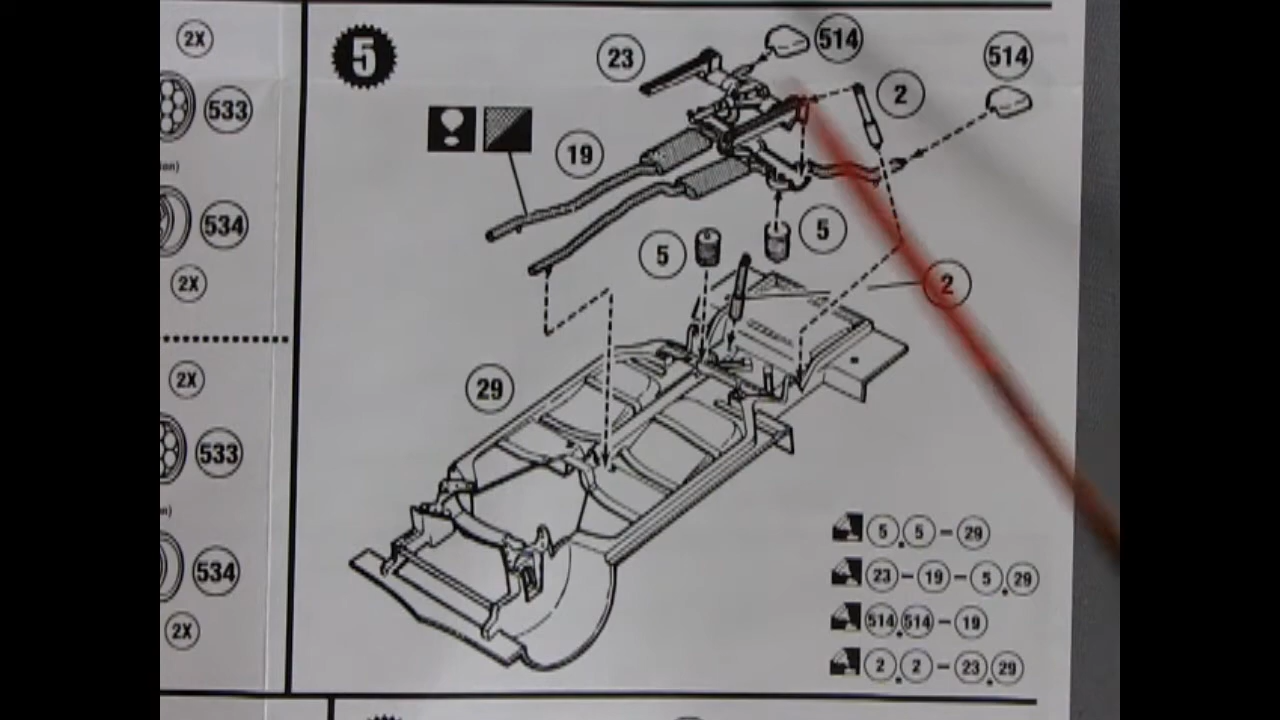 2X
533
534
2X
2X
533
534
2X
5
23
514
514
2
19
5
5
2
29
5 . 5 - 29
23 - 19 - 5 . 29
514 . 514 - 19
2 . 2 - 23 . 29